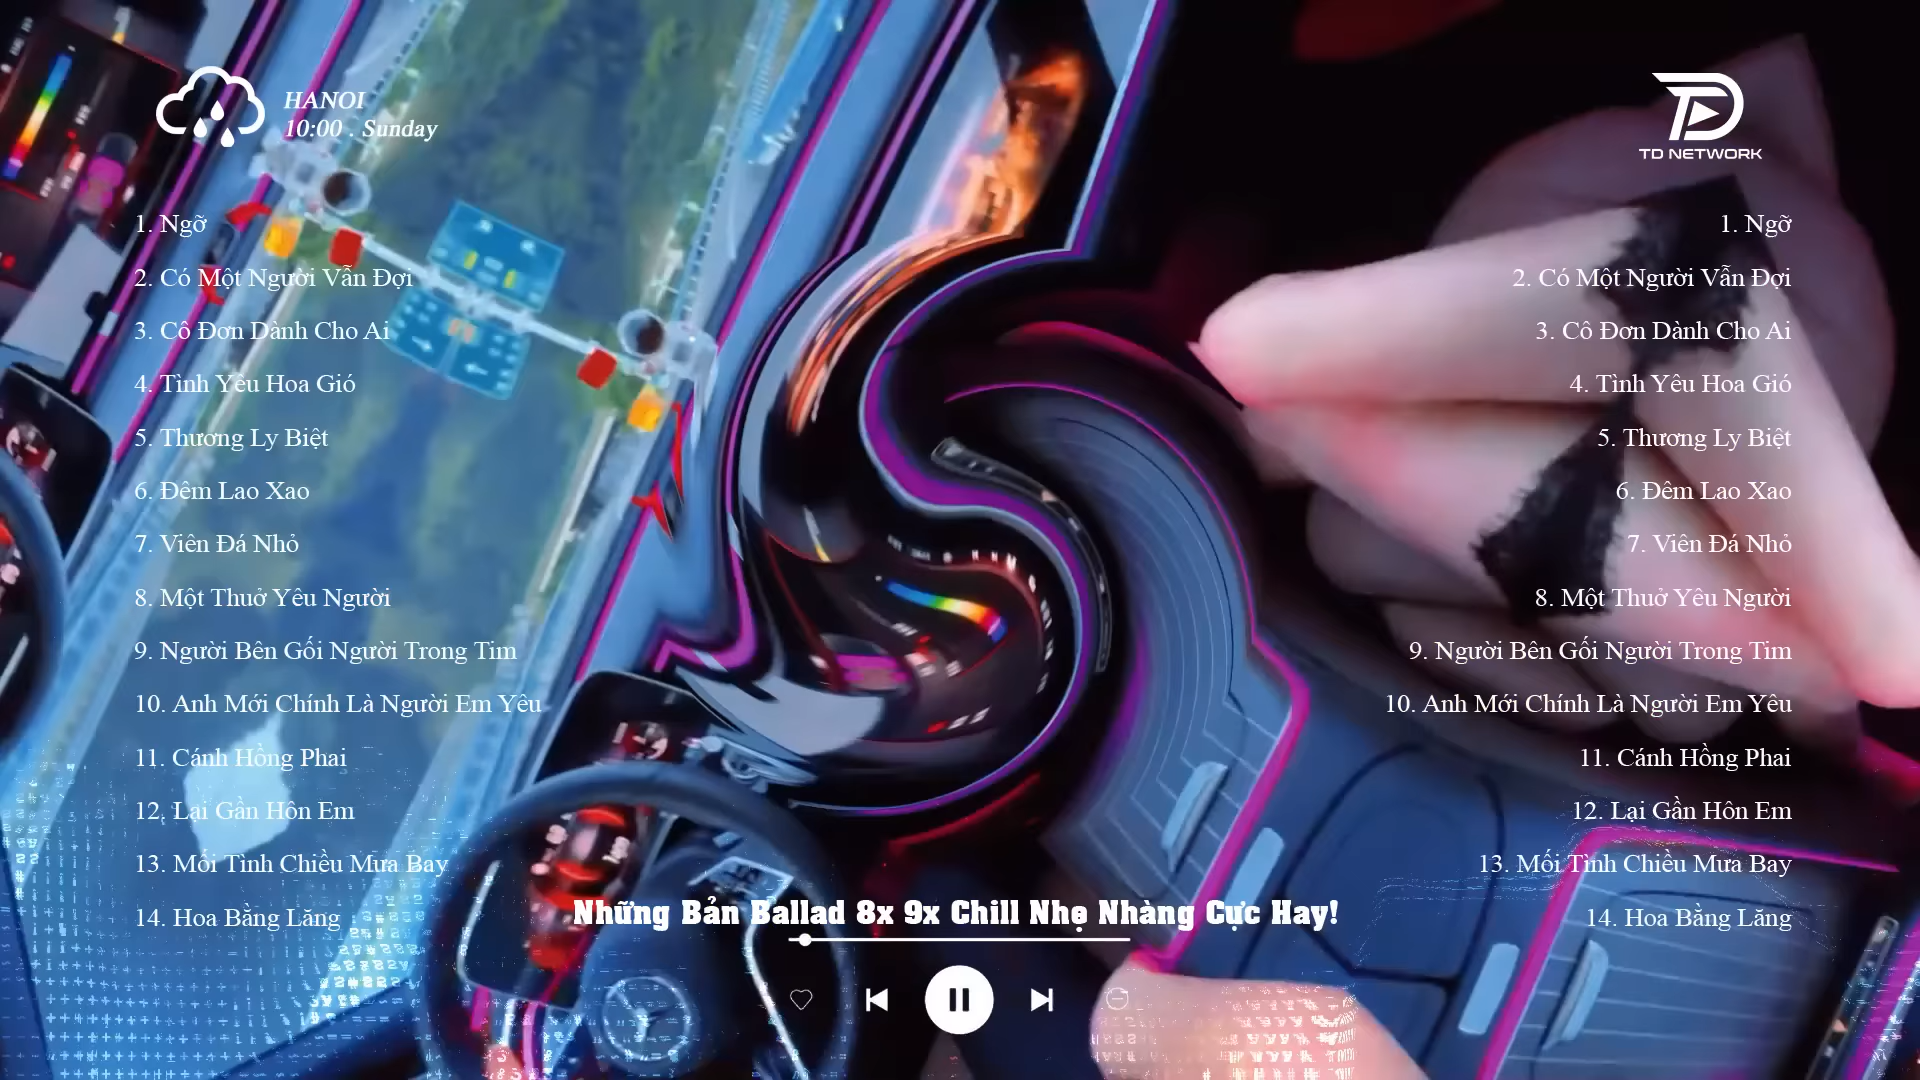 HANOI
10:00 . Sunday
TD NETWORK
1. Ngỡ
2. Có Một Người Vẫn Đợi
3. Cô Đơn Dành Cho Ai
4. Tình Yêu Hoa Gió
5. Thương Ly Biệt
6. Đêm Lao Xao
7. Viên Đá Nhỏ
8. Một Thuở Yêu Người
9. Người Bên Gối Người Trong Tim
10. Anh Mới Chính Là Người Em Yêu
11. Cánh Hồng Phai
12. Lại Gần Hôn Em
13. Mối Tình Chiều Mưa Bay
14. Hoa Bằng Lăng
1. Ngỡ
2. Có Một Người Vẫn Đợi
3. Cô Đơn Dành Cho Ai
4. Tình Yêu Hoa Gió
5. Thương Ly Biệt
6. Đêm Lao Xao
7. Viên Đá Nhỏ
8. Một Thuở Yêu Người
9. Người Bên Gối Người Trong Tim
10. Anh Mới Chính Là Người Em Yêu
11. Cánh Hồng Phai
12. Lại Gần Hôn Em
13. Mối Tình Chiều Mưa Bay
14. Hoa Bằng Lăng
Những Bản Ballad 8x 9x Chill Nhẹ Nhàng Cực Hay!